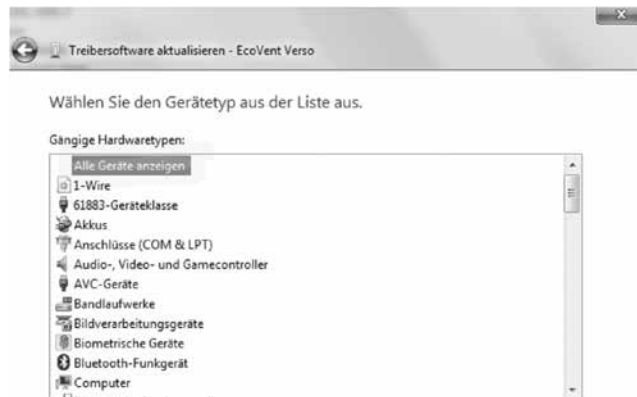 Treibersoftware aktualisieren - EcoVent Verso
Wählen Sie den Gerätetyp aus der Liste aus.
Gängige Hardwaretypen:
Alle Geräte anzeigen
1-Wire
61883-Geräteklasse
Akkus
Anschlüsse (COM & LPT)
Audio-, Video- und Gamecontroller
AVC-Geräte
Bandlaufwerke
Bildverarbeitungsgeräte
Biometrische Geräte
Bluetooth-Funkgerät
Computer